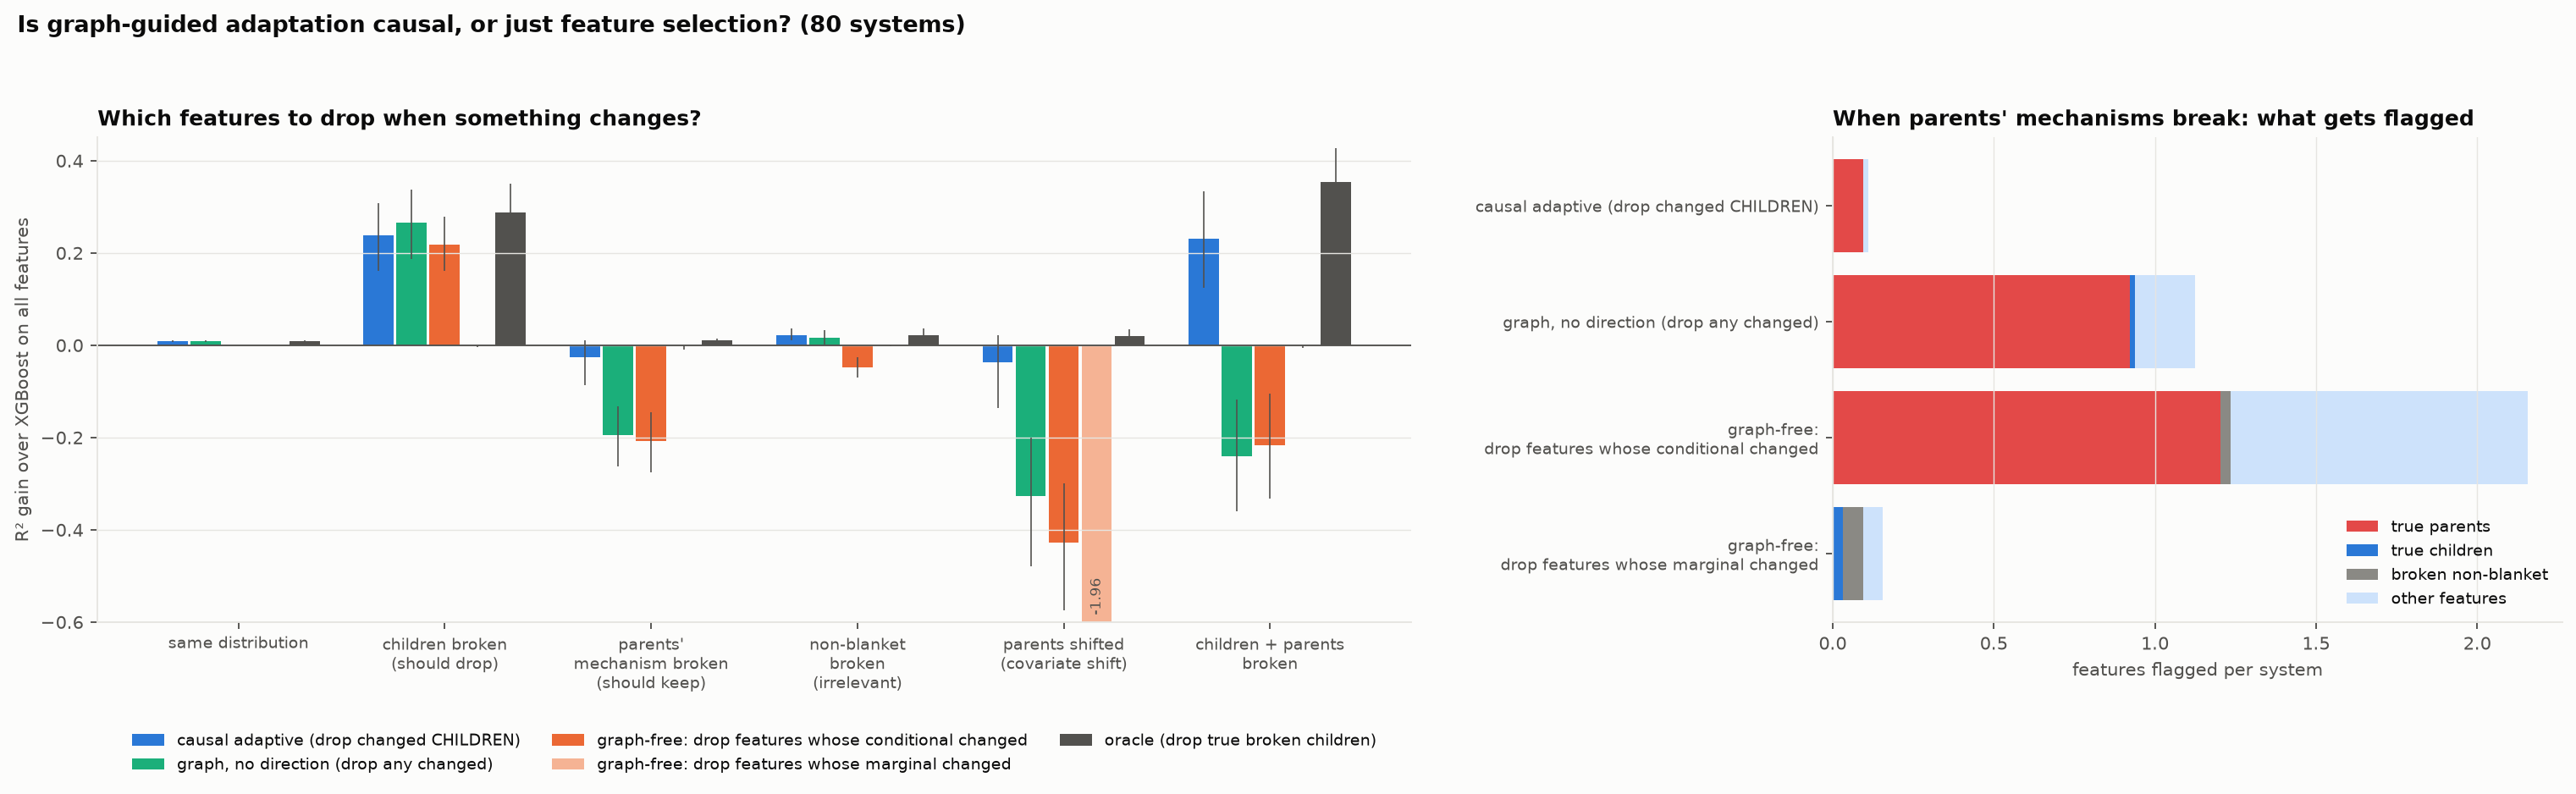 Is graph-guided adaptation causal, or just feature selection? (80 systems)
Which features to drop when something changes?
R² gain over XGBoost on all features
0.4
0.2
0.0
−0.2
−0.4
−0.6
-1.96
same distribution
children broken
(should drop)
parents'
mechanism broken
(should keep)
non-blanket
broken
(irrelevant)
parents shifted
(covariate shift)
children + parents
broken
causal adaptive (drop changed CHILDREN)
graph, no direction (drop any changed)
graph-free: drop features whose conditional changed
graph-free: drop features whose marginal changed
oracle (drop true broken children)
When parents' mechanisms break: what gets flagged
causal adaptive (drop changed CHILDREN)
graph, no direction (drop any changed)
graph-free:
drop features whose conditional changed
graph-free:
drop features whose marginal changed
true parents
true children
broken non-blanket
other features
0.0
0.5
1.0
1.5
2.0
features flagged per system